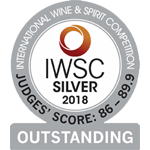 INTERNATIONAL WINE & SPIRIT COMPETITION
IWSC
SILVER
2018
JUDGES' SCORE: 86 - 89.9
OUTSTANDING